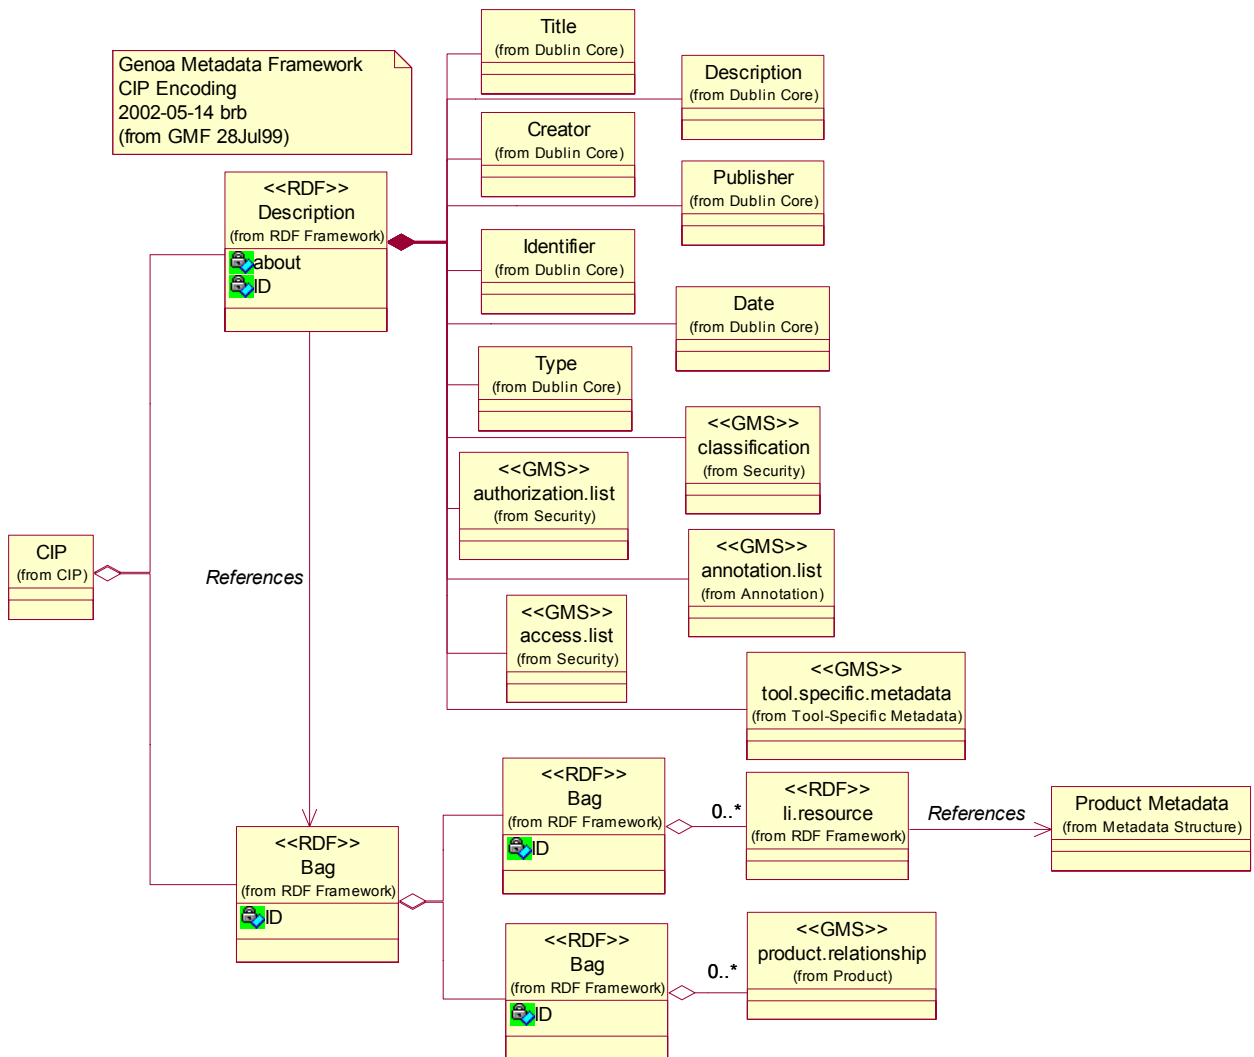 Genoa Metadata Framework
CIP Encoding
2002-05-14 brb
(from GMF 28Jul99)
Title
(from Dublin Core)
Description
(from Dublin Core)
Creator
(from Dublin Core)
Publisher
(from Dublin Core)
<<RDF>>
Description
(from RDF Framework)
about
ID
Identifier
(from Dublin Core)
Date
(from Dublin Core)
Type
(from Dublin Core)
<<GMS>>
classification
(from Security)
<<GMS>>
authorization.list
(from Security)
<<GMS>>
annotation.list
(from Annotation)
CIP
(from CIP)
References
<<GMS>>
access.list
(from Security)
<<GMS>>
tool.specific.metadata
(from Tool-Specific Metadata)
<<RDF>>
Bag
(from RDF Framework)
ID
0..*
<<RDF>>
li.resource
(from RDF Framework)
References
Product Metadata
(from Metadata Structure)
<<RDF>>
Bag
(from RDF Framework)
ID
<<RDF>>
Bag
(from RDF Framework)
ID
0..*
<<GMS>>
product.relationship
(from Product)